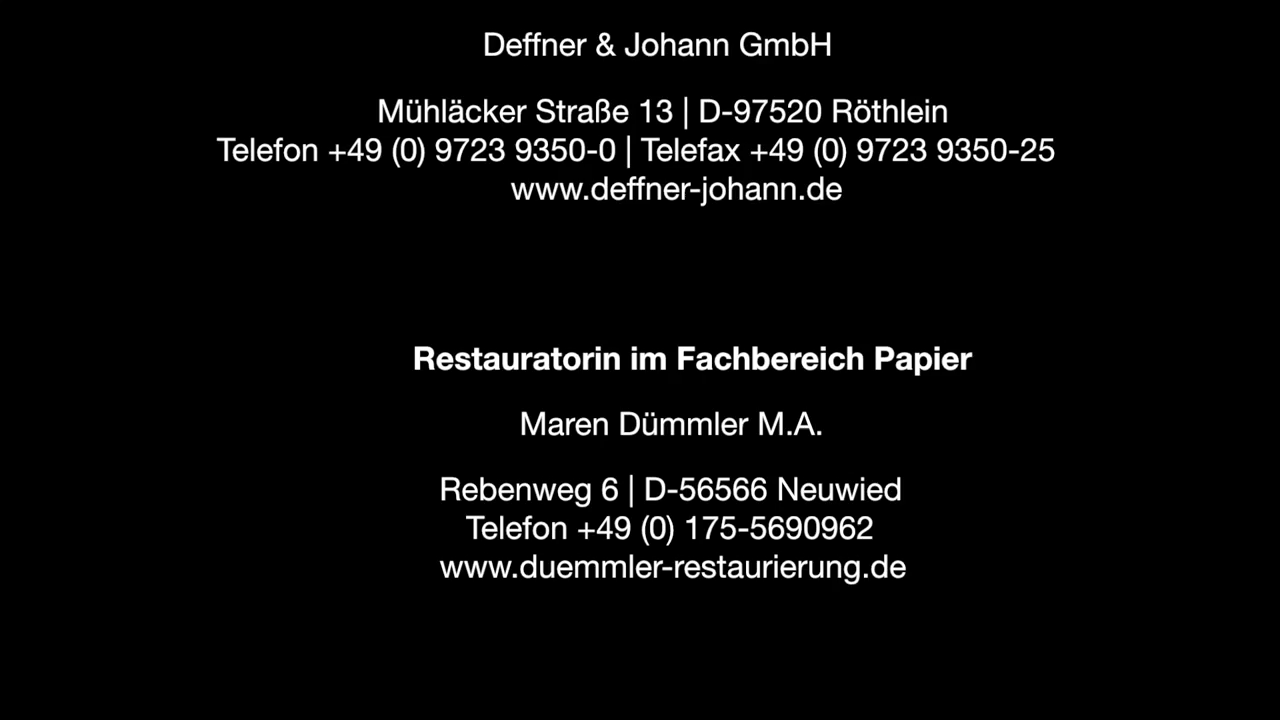 Deffner & Johann GmbH
Mühläcker Straße 13 | D-97520 Röthlein
Telefon +49 (0) 9723 9350-0 | Telefax +49 (0) 9723 9350-25
www.deffner-johann.de
Restauratorin im Fachbereich Papier
Maren Dümmler M.A.
Rebenweg 6 | D-56566 Neuwied
Telefon +49 (0) 175-5690962
www.duemmler-restaurierung.de